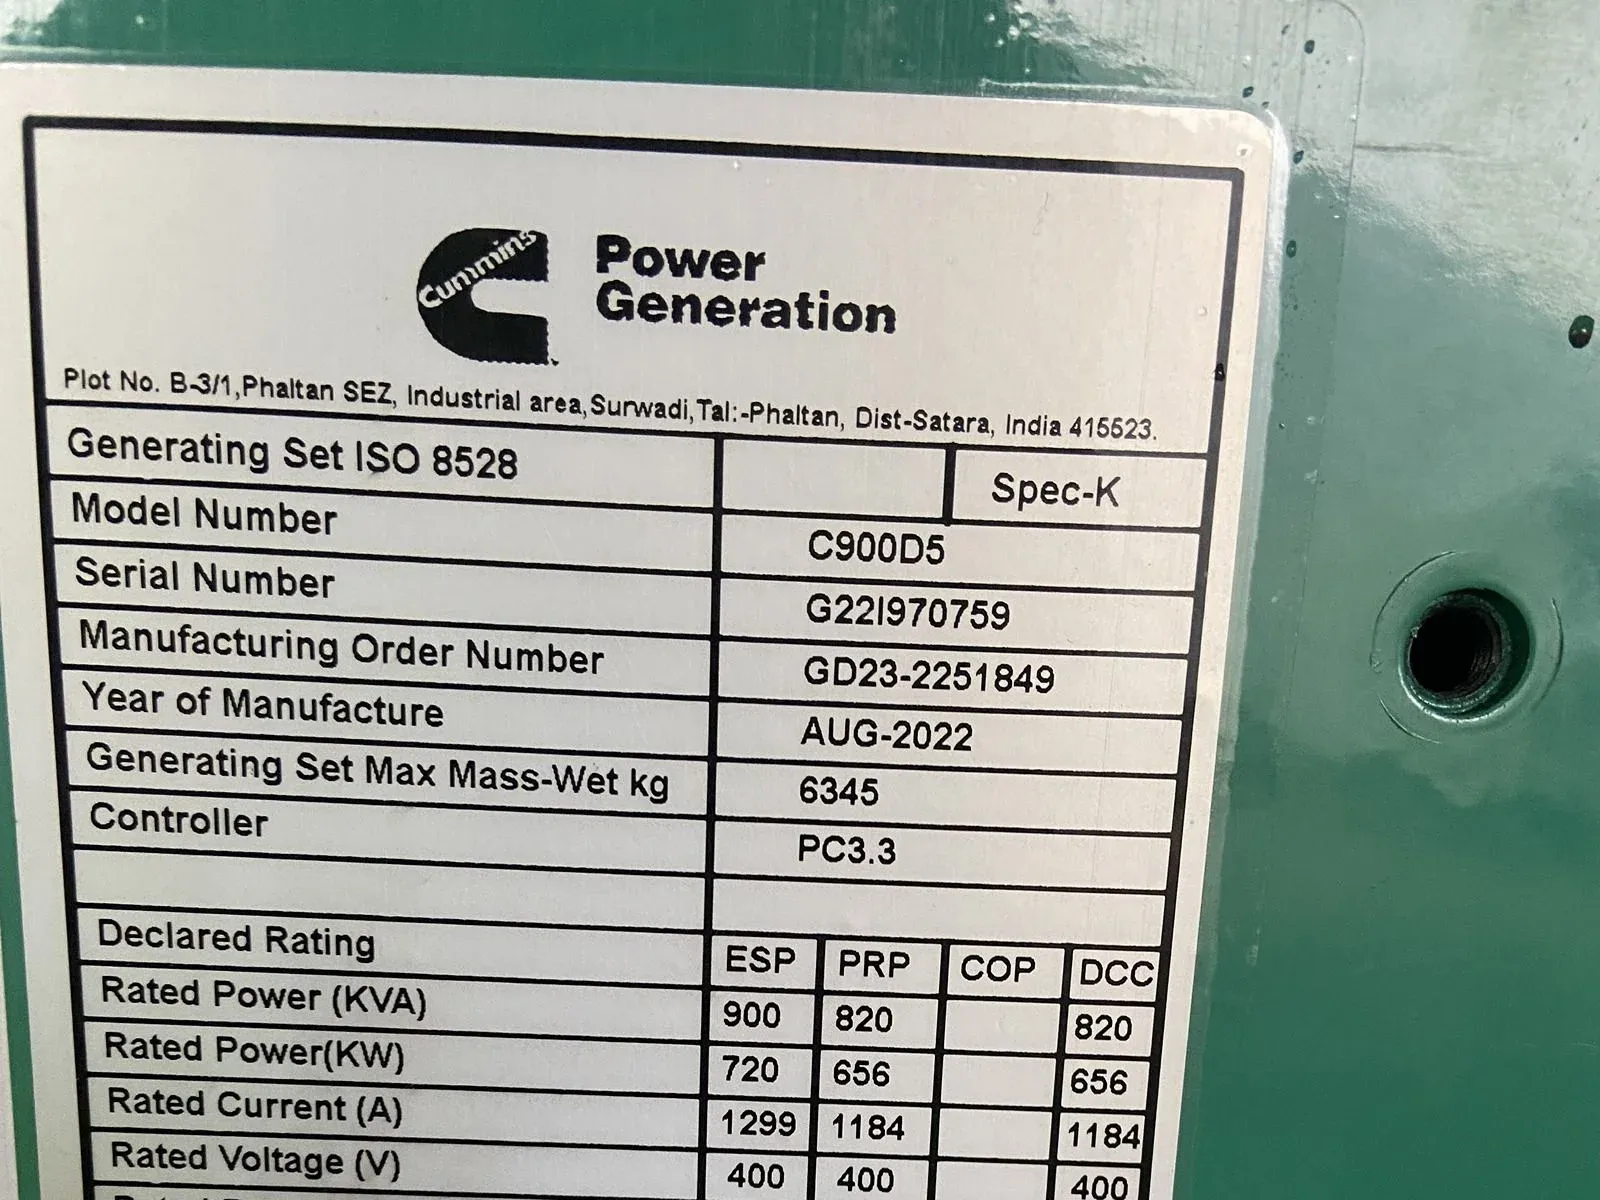 Cummins
Power
Generation
Plot No. B-3/1,Phaltan SEZ, Industrial area,Surwadi,Tal:-Phaltan, Dist-Satara, India 415523.
Generating Set ISO 8528 Spec-K
Model Number C900D5
Serial Number G22I970759
Manufacturing Order Number GD23-2251849
Year of Manufacture AUG-2022
Generating Set Max Mass-Wet kg 6345
Controller PC3.3
Declared Rating ESP PRP COP DCC
Rated Power (KVA) 900 820 820
Rated Power(KW) 720 656 656
Rated Current (A) 1299 1184 1184
Rated Voltage (V) 400 400 400